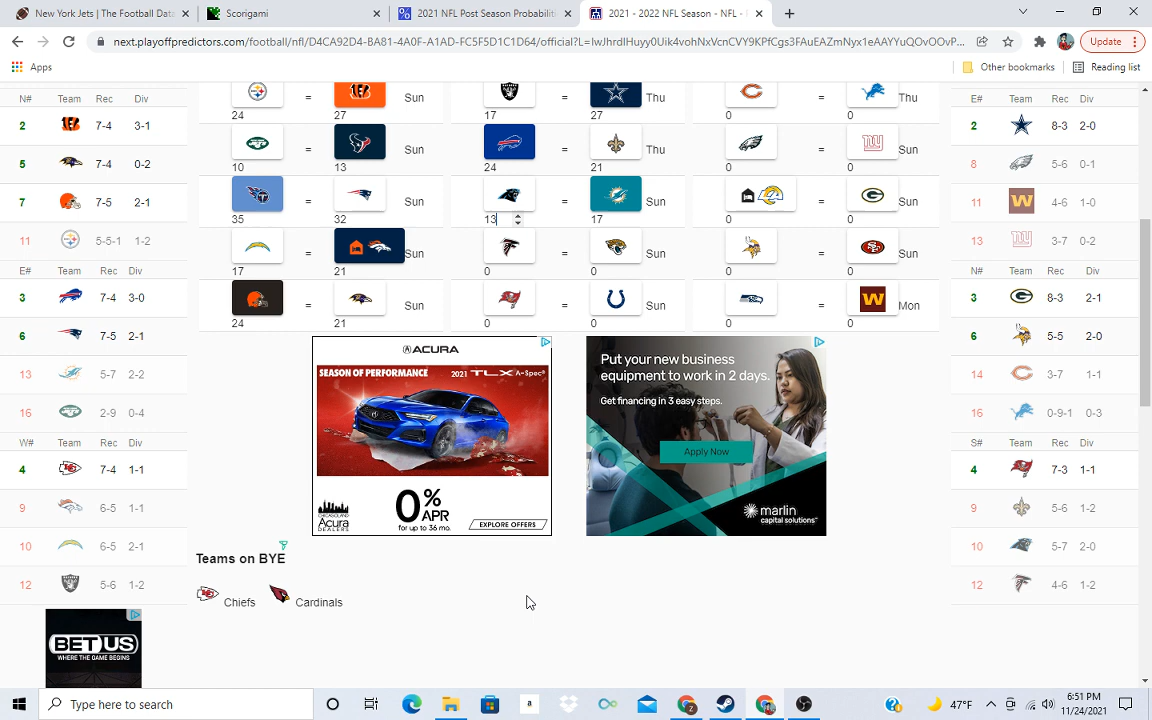 New York Jets | The Football Data
Scorigami
2021 NFL Post Season Probabiliti
2021 - 2022 NFL Season - NFL -
next.playoffpredictors.com/football/nfl/D4CA92D4-BA81-4A0F-A1AD-FC5F5D1C1D64/official?L=IwJhrdIHuyy0Uik4vohNxVcnCVY9KPfCgs3FAuEAZmNyx1eAAYYuQOvOOvP...
Update
Apps
Other bookmarks
Reading list
N# Team Rec Div
2 7-4 3-1
5 7-4 0-2
7 7-5 2-1
11 5-5-1 1-2
E# Team Rec Div
3 7-4 3-0
6 7-5 2-1
13 5-7 2-2
16 2-9 0-4
W# Team Rec Div
4 7-4 1-1
9 6-5 1-1
10 6-5 2-1
12 5-6 1-2
BETUS
WHERE THE GAME BEGINS
= Sun = Thu = Thu
24 27 17 27 0 0
= Sun = Thu = Sun
10 13 24 21 0 0
= Sun = Sun = Sun
35 32 13 17 0 0
= Sun = Sun = Sun
17 21 0 0 0 0
= Sun = Sun = W Mon
24 21 0 0 0 0
ACURA
SEASON OF PERFORMANCE 2021 TLX A-Spec®
CHICAGOLAND
Acura
DEALERS
0% APR
for up to 36 mo.
EXPLORE OFFERS
Put your new business
equipment to work in 2 days.
Get financing in 3 easy steps.
Apply Now
marlin
capital solutions
Teams on BYE
Chiefs Cardinals
E# Team Rec Div
2 8-3 2-0
8 5-6 0-1
11 W 4-6 1-0
13 3-7 0-2
N# Team Rec Div
3 8-3 2-1
6 5-5 2-0
14 3-7 1-1
16 0-9-1 0-3
S# Team Rec Div
4 7-3 1-1
9 5-6 1-2
10 5-7 2-0
12 4-6 1-2
Type here to search
47°F
6:51 PM
11/24/2021